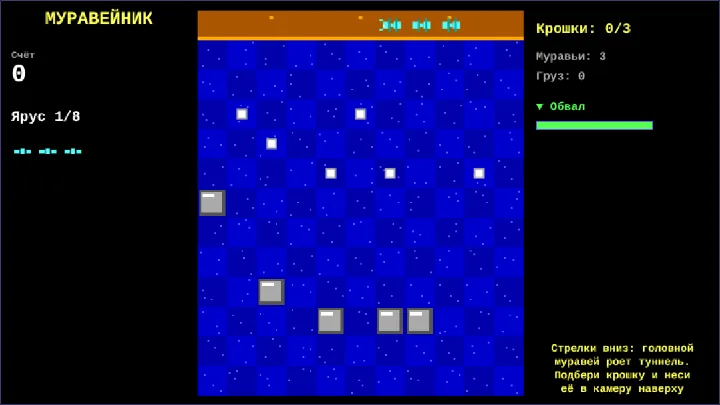 МУРАВЕЙНИК
Счёт
0
Ярус 1/8
Крошки: 0/3
Муравьи: 3
Груз: 0
▼ Обвал
Стрелки вниз: головной
муравей роет туннель.
Подбери крошку и неси
её в камеру наверху